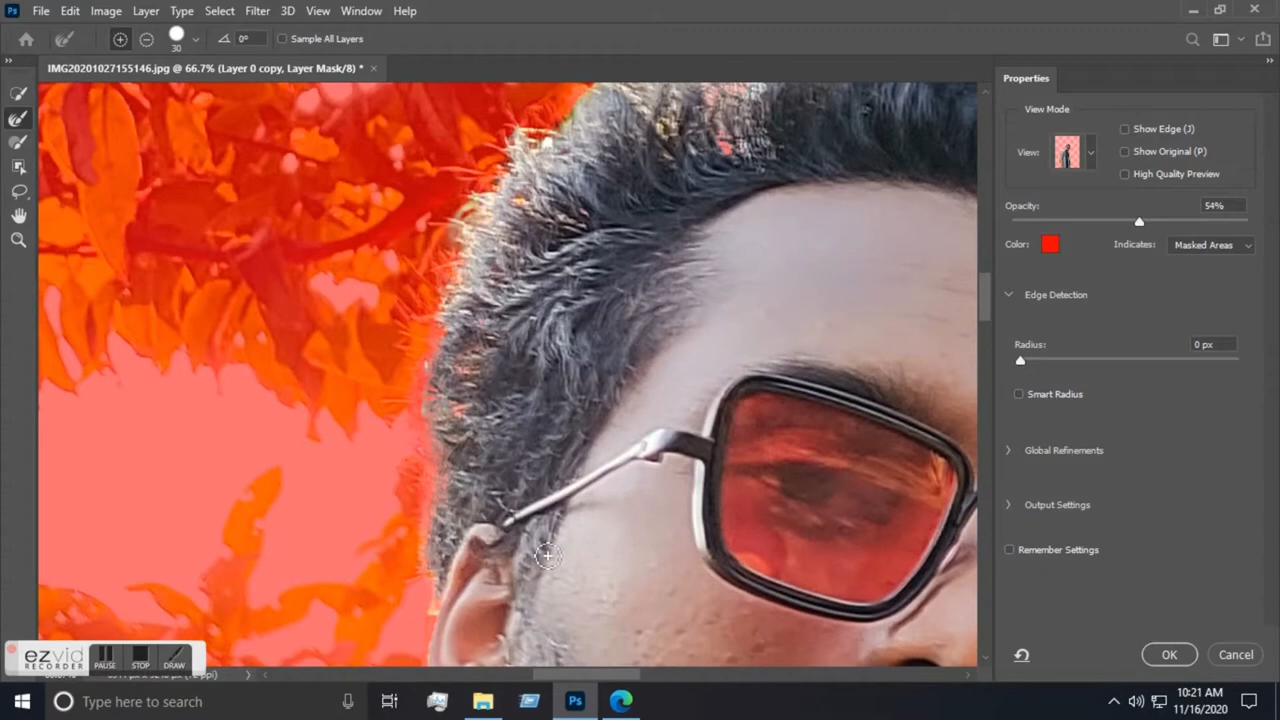 Ps File Edit Image Layer Type Select Filter 3D View Window Help
30 0° Sample All Layers
IMG20201027155146.jpg @ 66.7% (Layer 0 copy, Layer Mask/8) * ×
Properties
View Mode
View:
Show Edge (J)
Show Original (P)
High Quality Preview
Opacity: 54%
Color: Indicates: Masked Areas
Edge Detection
Radius: 0 px
Smart Radius
Global Refinements
Output Settings
Remember Settings
OK Cancel
ezvid
RECORDER
PAUSE STOP DRAW
Type here to search
Ps
10:21 AM
11/16/2020